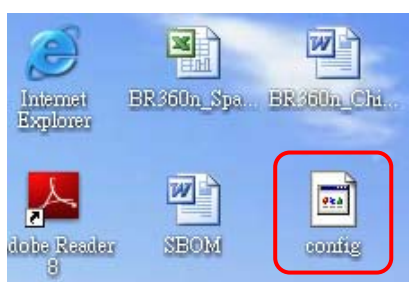 Internet
Explorer
BR360n_Spa...
BR360n_Chi...
dobe Reader
8
SBOM
config